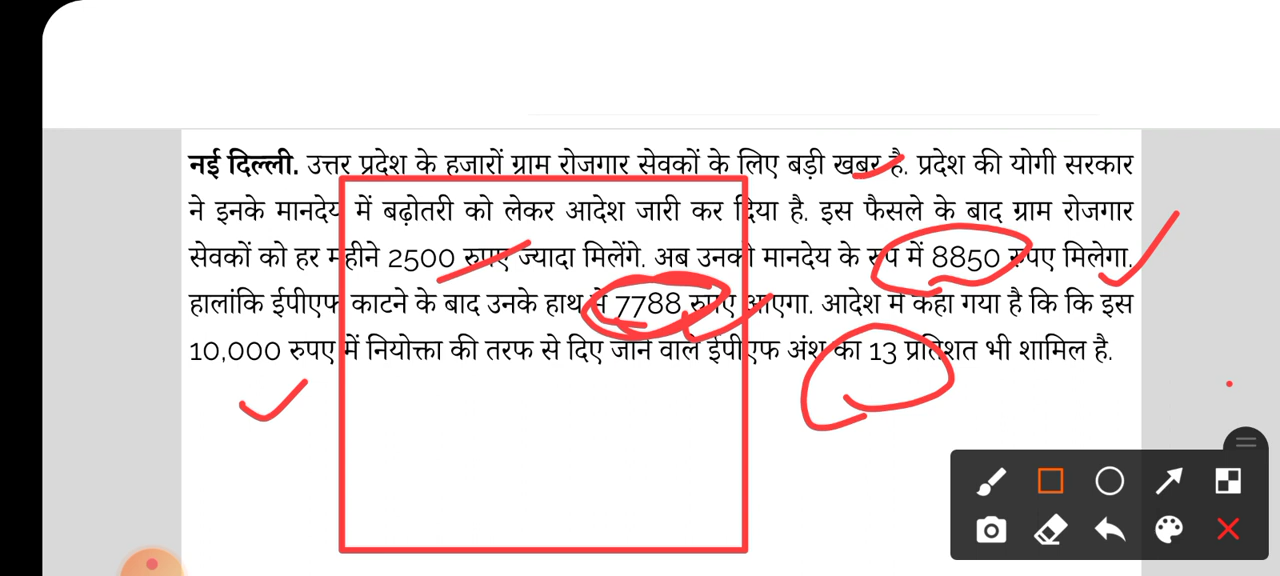 नई दिल्ली. उत्तर प्रदेश के हजारों ग्राम रोजगार सेवकों के लिए बड़ी खबर है. प्रदेश की योगी सरकार
ने इनके मानदेय में बढ़ोतरी को लेकर आदेश जारी कर दिया है. इस फैसले के बाद ग्राम रोजगार
सेवकों को हर महीने 2500 रुपए ज्यादा मिलेंगे. अब उनको मानदेय के रूप में 8850 रुपए मिलेगा.
हालांकि ईपीएफ काटने के बाद उनके हाथ में 7788 रुपए आएगा. आदेश में कहा गया है कि कि इस
10,000 रुपए में नियोक्ता की तरफ से दिए जाने वाले ईपीएफ अंश का 13 प्रतिशत भी शामिल है.